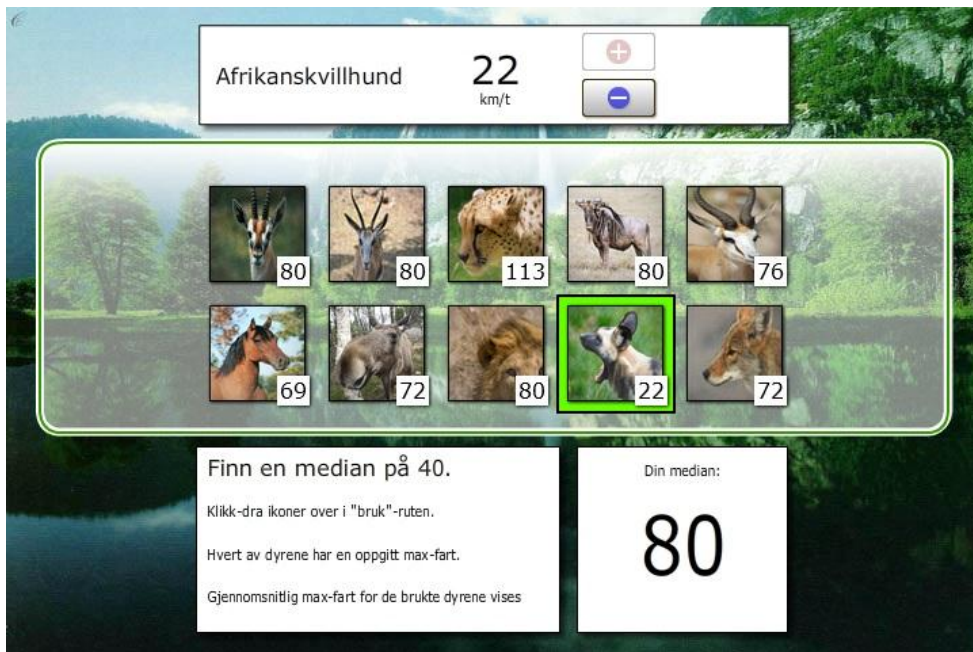 Afrikanskvillhund
22
km/t
80
80
113
80
76
69
72
80
22
72
Finn en median på 40.
Klikk-dra ikoner over i "bruk"-ruten.
Hvert av dyrene har en oppgitt max-fart.
Gjennomsnitlig max-fart for de brukte dyrene vises
Din median:
80